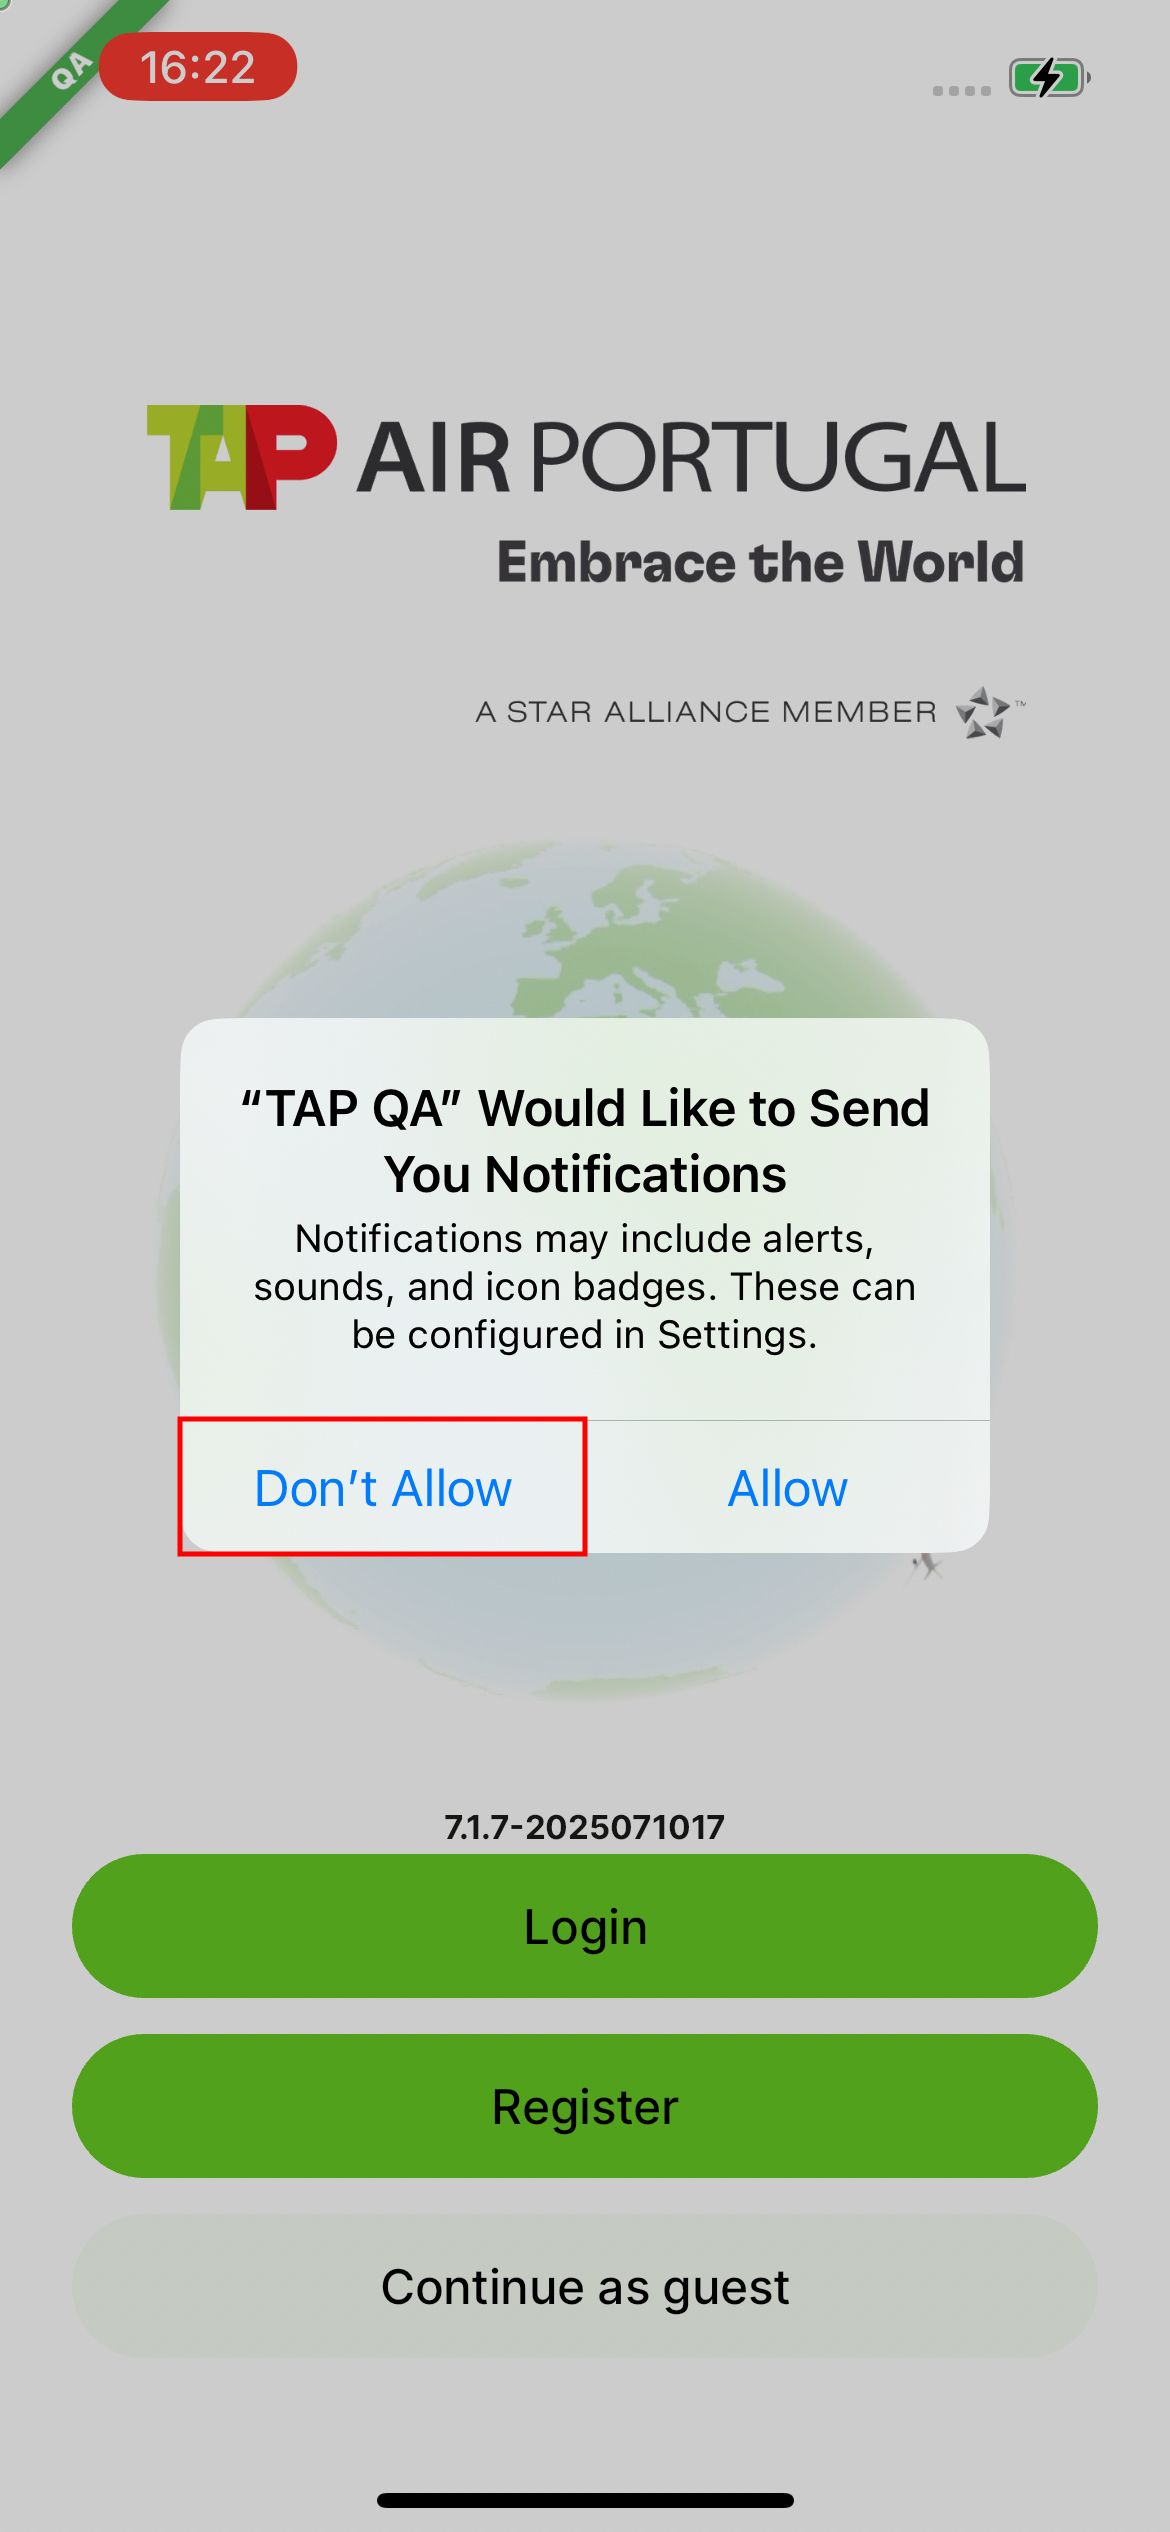 QA
16:22
TAP AIR PORTUGAL
Embrace the World
A STAR ALLIANCE MEMBER ™
“TAP QA” Would Like to Send
You Notifications
Notifications may include alerts,
sounds, and icon badges. These can
be configured in Settings.
Don’t Allow
Allow
7.1.7-2025071017
Login
Register
Continue as guest